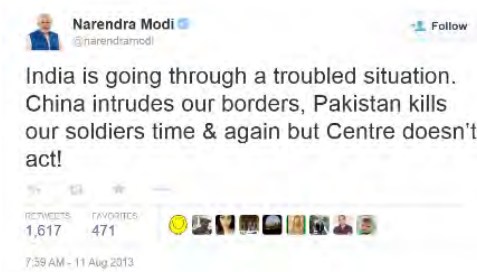 Narendra Modi
@narendramodi
Follow
India is going through a troubled situation.
China intrudes our borders, Pakistan kills
our soldiers time & again but Centre doesn't
act!
RETWEETS FAVORITES
1,617 471
7:59 AM - 11 Aug 2013